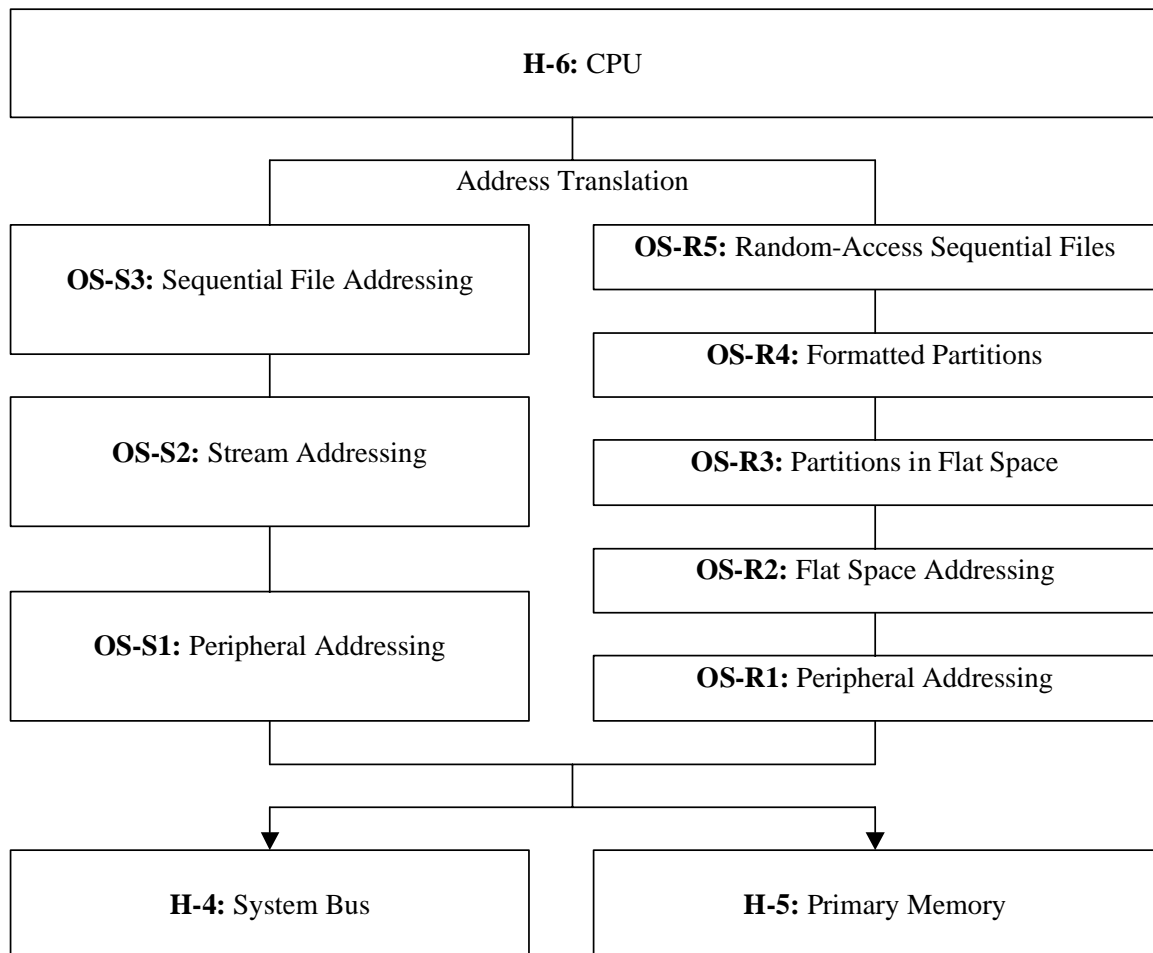 H-6: CPU
Address Translation
OS-S3: Sequential File Addressing
OS-S2: Stream Addressing
OS-S1: Peripheral Addressing
OS-R5: Random-Access Sequential Files
OS-R4: Formatted Partitions
OS-R3: Partitions in Flat Space
OS-R2: Flat Space Addressing
OS-R1: Peripheral Addressing
H-4: System Bus
H-5: Primary Memory